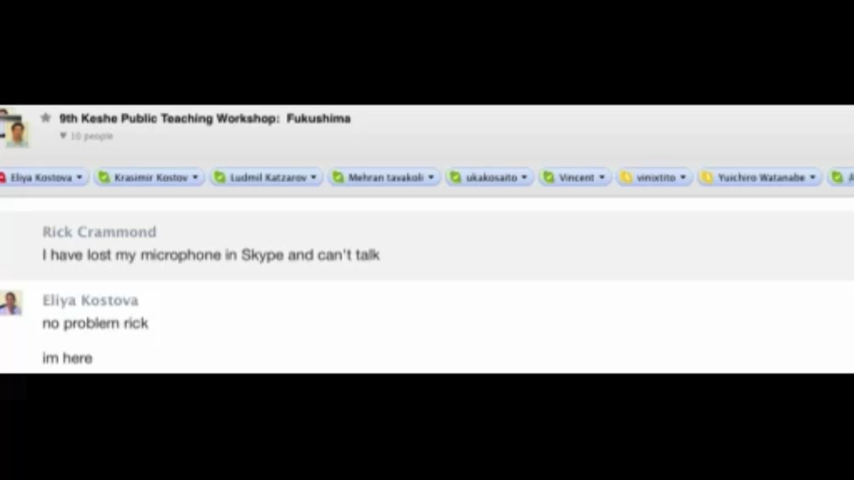 9th Keshe Public Teaching Workshop: Fukushima
10 people
Eliya Kostova
Krasimir Kostov
Ludmil Katzarov
Mehran tavakoli
ukakosaito
Vincent
vinixtito
Yuichiro Watanabe
Rick Crammond
I have lost my microphone in Skype and can't talk
Eliya Kostova
no problem rick
im here